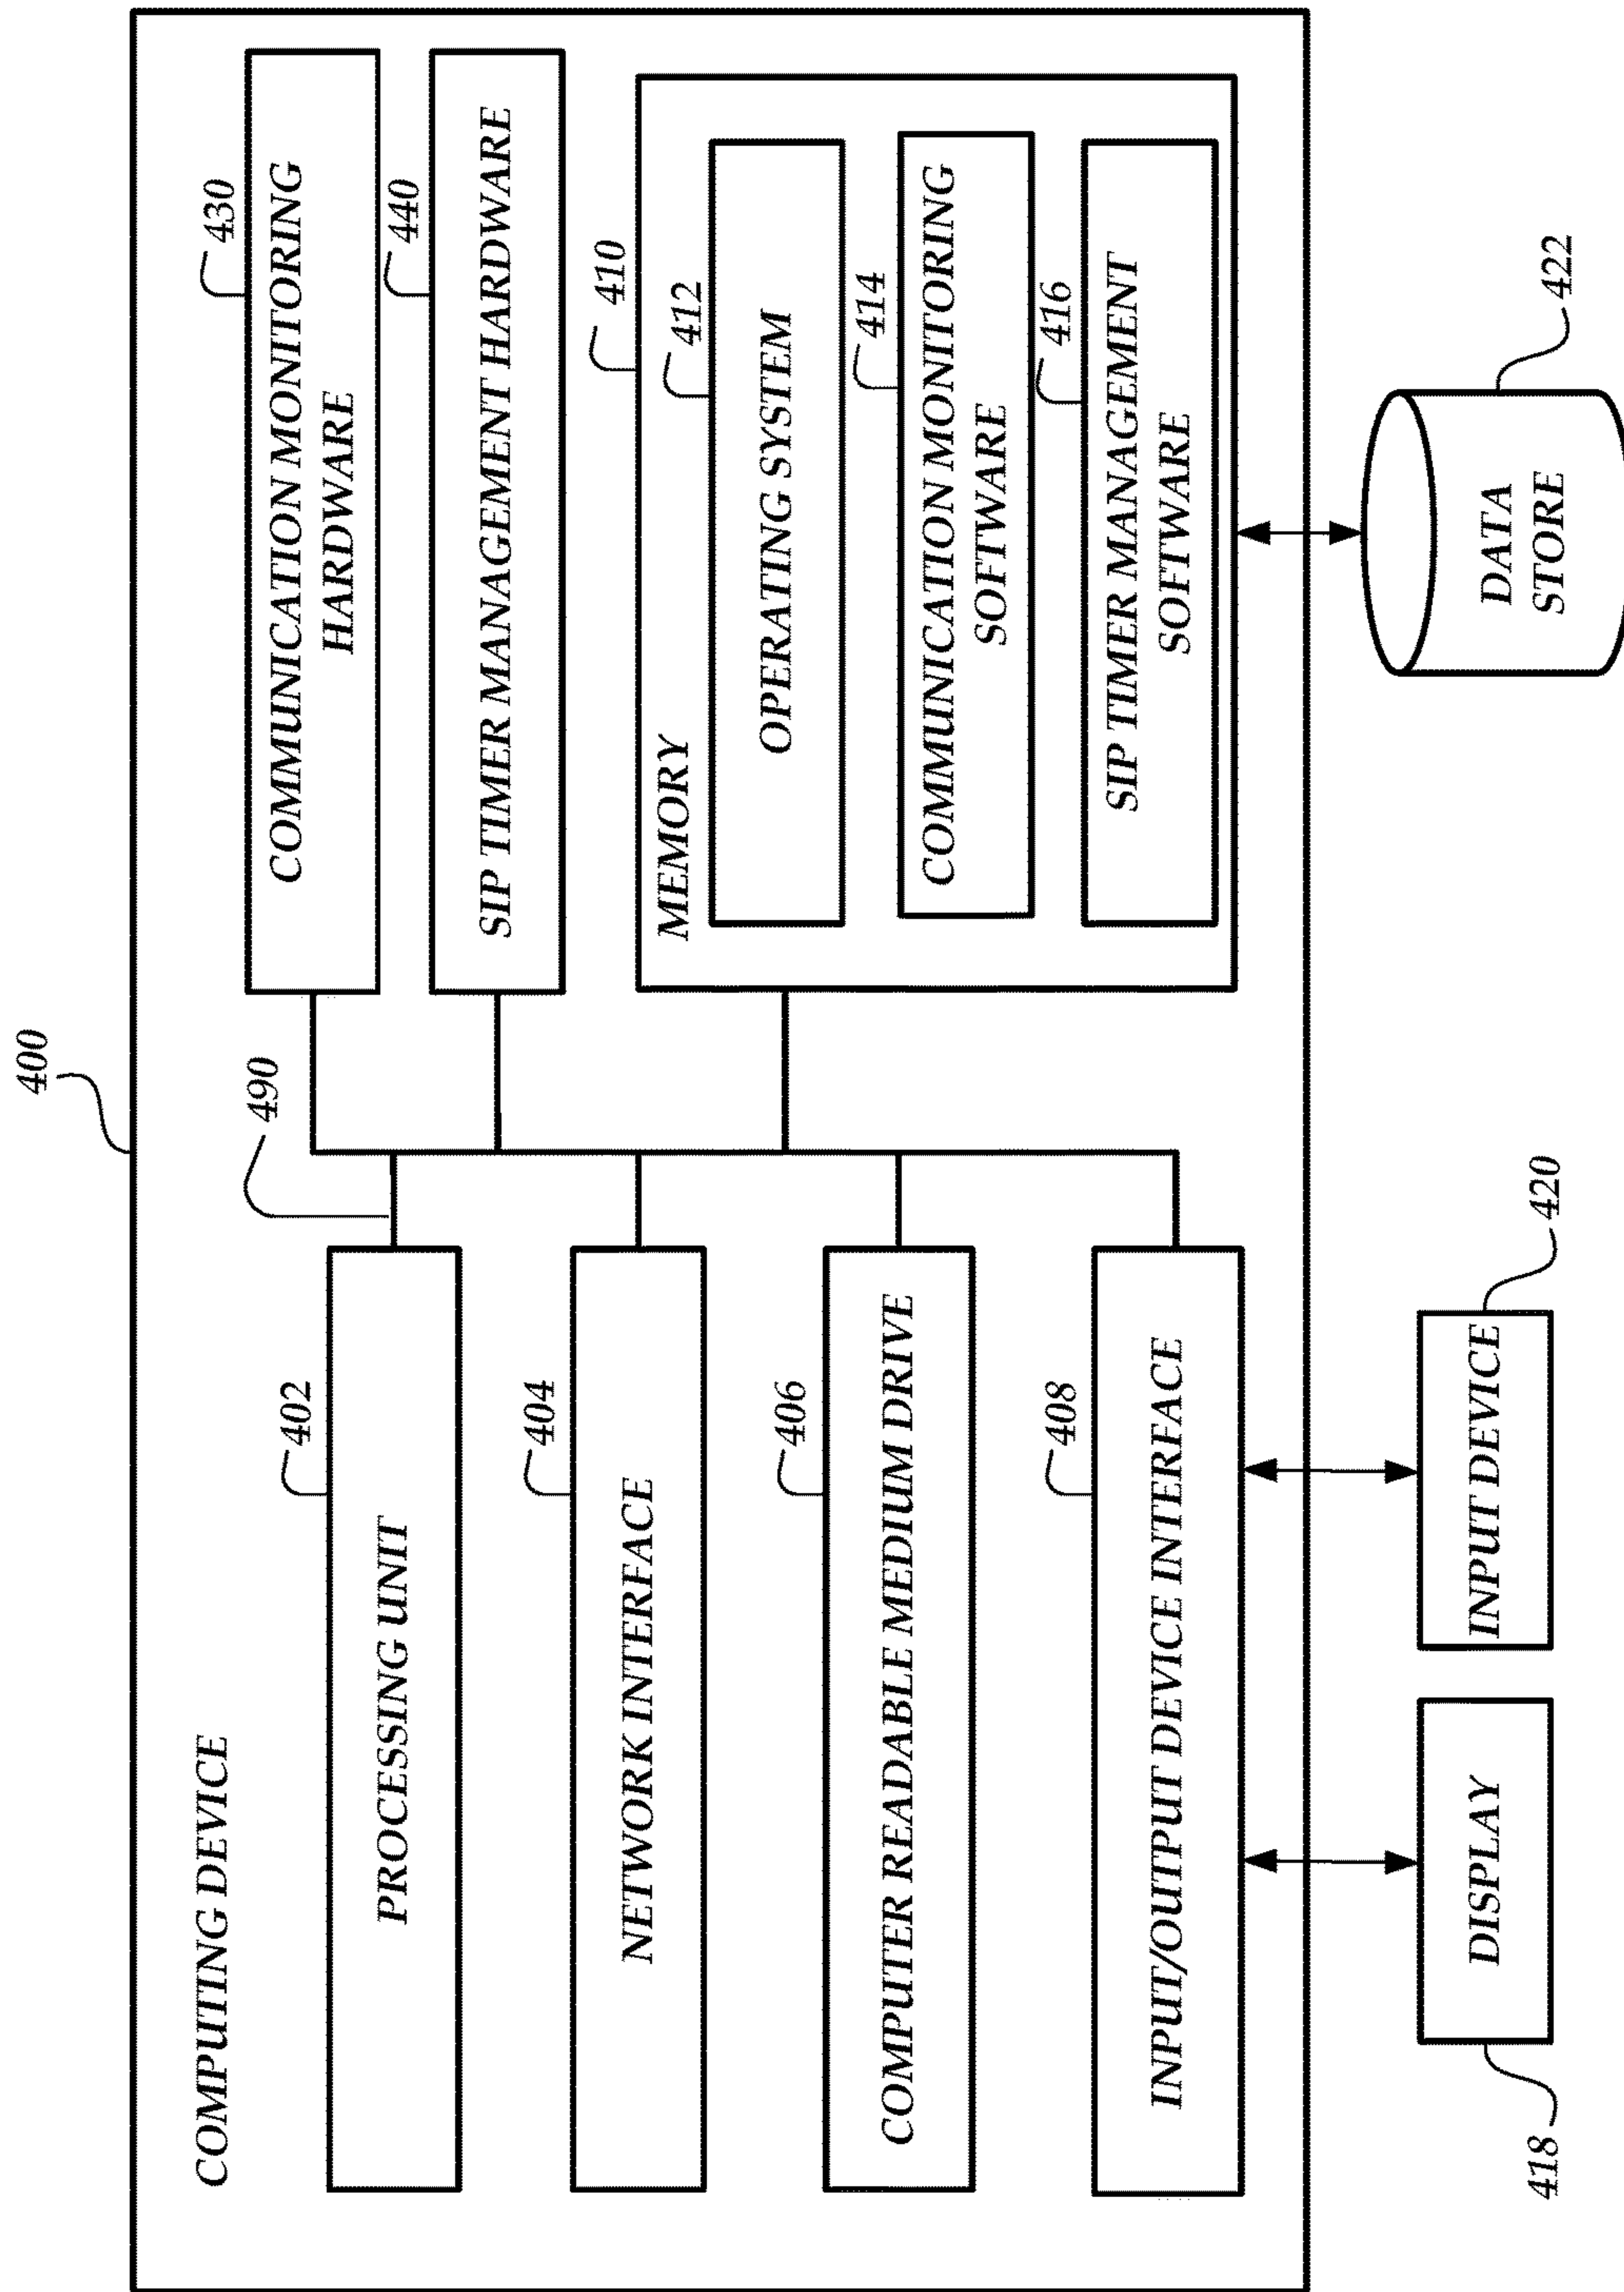 400
COMPUTING DEVICE
490
402
PROCESSING UNIT
404
NETWORK INTERFACE
406
COMPUTER READABLE MEDIUM DRIVE
408
INPUT/OUTPUT DEVICE INTERFACE
430
COMMUNICATION MONITORING
HARDWARE
440
SIP TIMER MANAGEMENT HARDWARE
410
MEMORY
412
OPERATING SYSTEM
414
COMMUNICATION MONITORING
SOFTWARE
416
SIP TIMER MANAGEMENT
SOFTWARE
418
DISPLAY
INPUT DEVICE
420
DATA
STORE
422